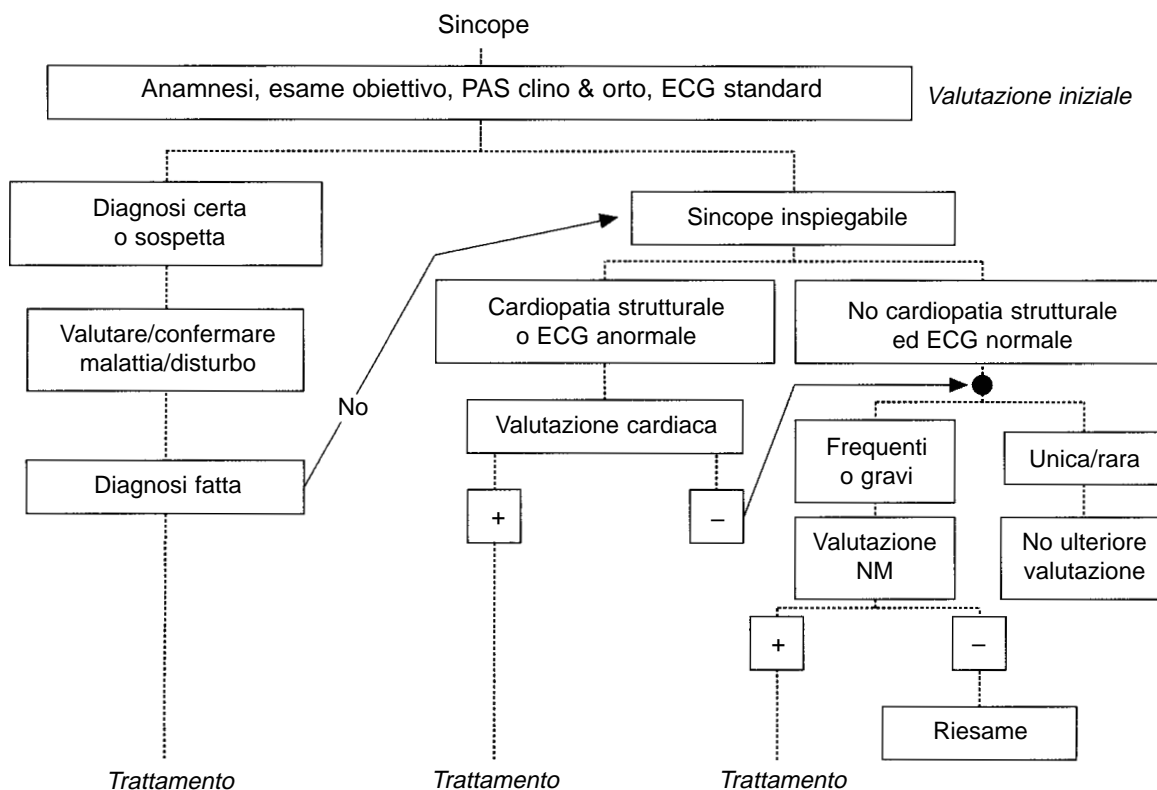 Sincope
Anamnesi, esame obiettivo, PAS clino & orto, ECG standard
Valutazione iniziale
Diagnosi certa
o sospetta
Sincope inspiegabile
Valutare/confermare
malattia/disturbo
Cardiopatia strutturale
o ECG anormale
No cardiopatia strutturale
ed ECG normale
No
Valutazione cardiaca
Diagnosi fatta
Frequenti
o gravi
Unica/rara
+
–
Valutazione
NM
No ulteriore
valutazione
+
–
Riesame
Trattamento
Trattamento
Trattamento